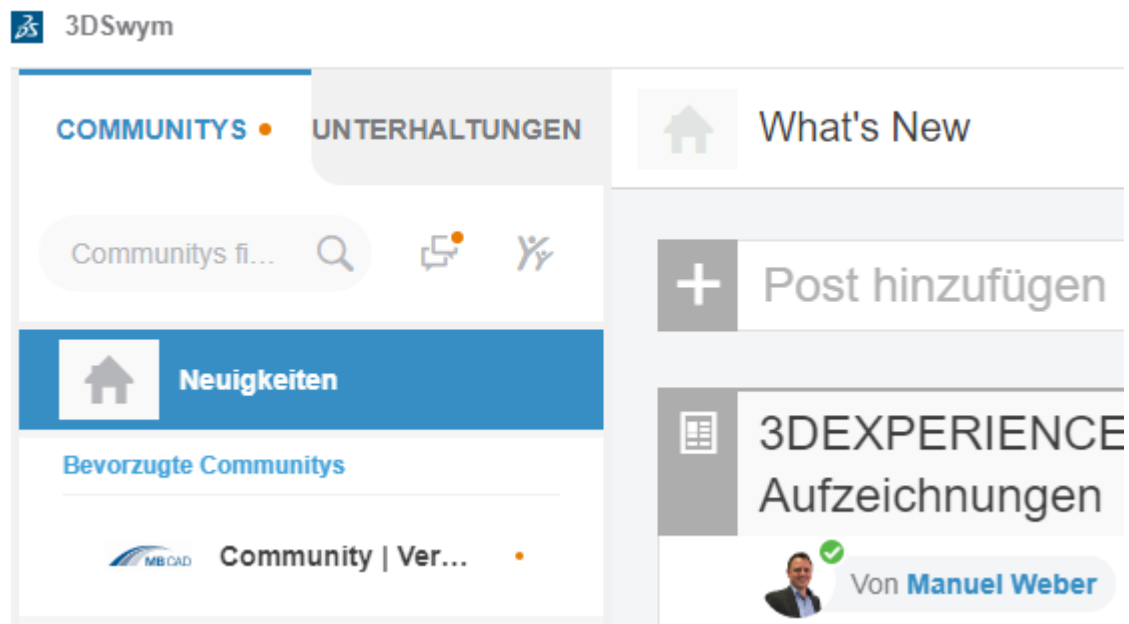 3DSwym
COMMUNITYS
UNTERHALTUNGEN
Communitys fi...
Neuigkeiten
Bevorzugte Communitys
MB CAD
Community | Ver...
What's New
Post hinzufügen
3DEXPERIENCE
Aufzeichnungen
Von Manuel Weber